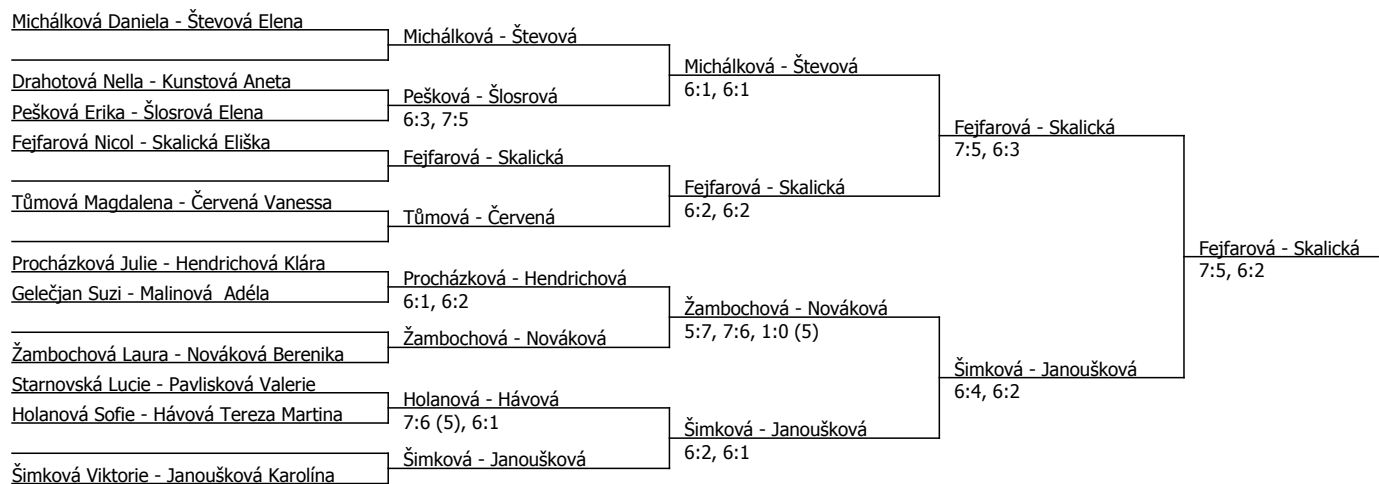 Michálková Daniela - Števová Elena
Drahotová Nella - Kunstová Aneta
Pešková Erika - Šlosrová Elena
Fejfarová Nicol - Skalická Eliška
Tůmová Magdalena - Červená Vanessa
Procházková Julie - Hendrichová Klára
Gelečjan Suzi - Malinová  Adéla
Žambochová Laura - Nováková Berenika
Starnovská Lucie - Pavlisková Valerie
Holanová Sofie - Hávová Tereza Martina
Šimková Viktorie - Janoušková Karolína
Michálková - Števová
Pešková - Šlosrová
6:3, 7:5
Fejfarová - Skalická
Tůmová - Červená
Procházková - Hendrichová
6:1, 6:2
Žambochová - Nováková
Holanová - Hávová
7:6 (5), 6:1
Šimková - Janoušková
Michálková - Števová
6:1, 6:1
Fejfarová - Skalická
6:2, 6:2
Žambochová - Nováková
5:7, 7:6, 1:0 (5)
Šimková - Janoušková
6:2, 6:1
Fejfarová - Skalická
7:5, 6:3
Šimková - Janoušková
6:4, 6:2
Fejfarová - Skalická
7:5, 6:2